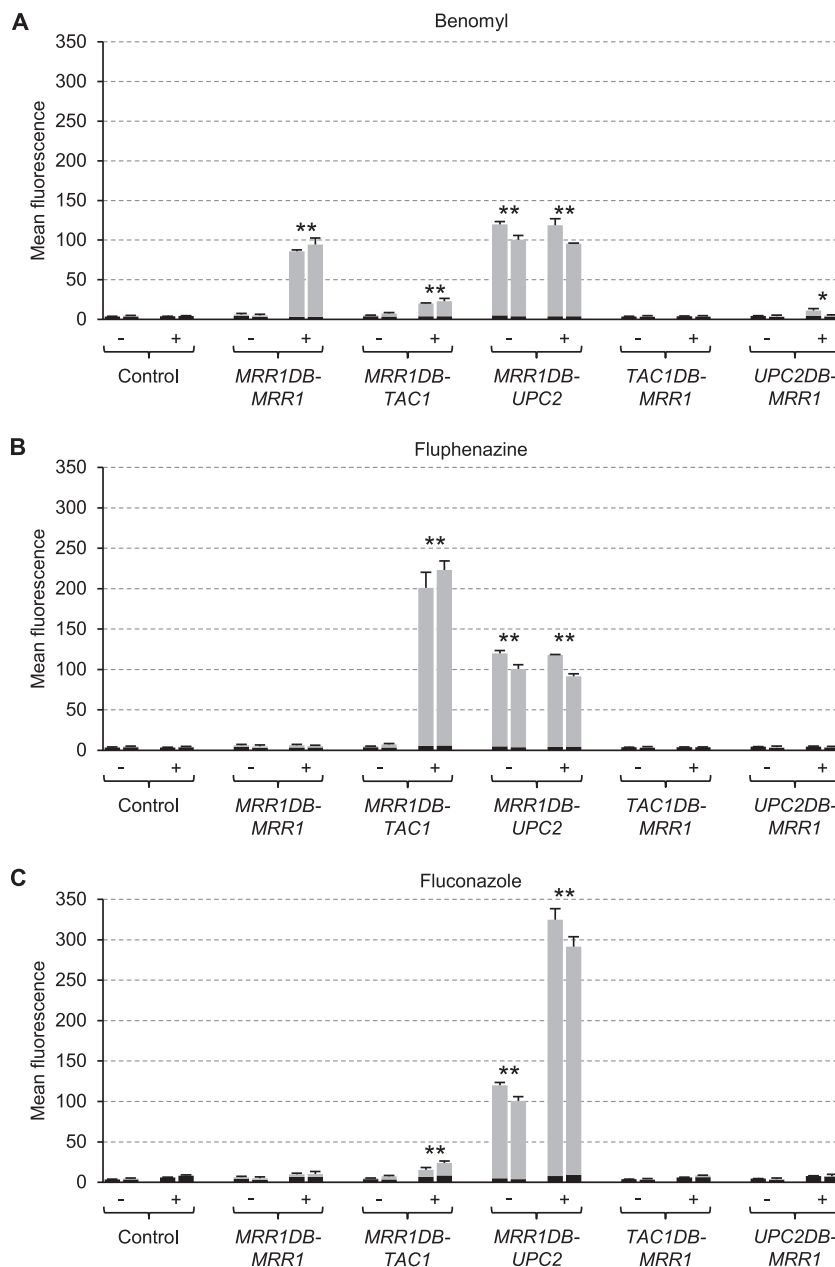 A
Benomyl
Mean fluorescence
350
300
250
200
150
100
50
0
** ** ** ** *
- + - + - + - + - + - +
Control MRR1DB- MRR1DB- MRR1DB- TAC1DB- UPC2DB-
MRR1 TAC1 UPC2 MRR1 MRR1
B
Fluphenazine
Mean fluorescence
350
300
250
200
150
100
50
0
** ** **
- + - + - + - + - + - +
Control MRR1DB- MRR1DB- MRR1DB- TAC1DB- UPC2DB-
MRR1 TAC1 UPC2 MRR1 MRR1
C
Fluconazole
Mean fluorescence
350
300
250
200
150
100
50
0
** ** **
- + - + - + - + - + - +
Control MRR1DB- MRR1DB- MRR1DB- TAC1DB- UPC2DB-
MRR1 TAC1 UPC2 MRR1 MRR1